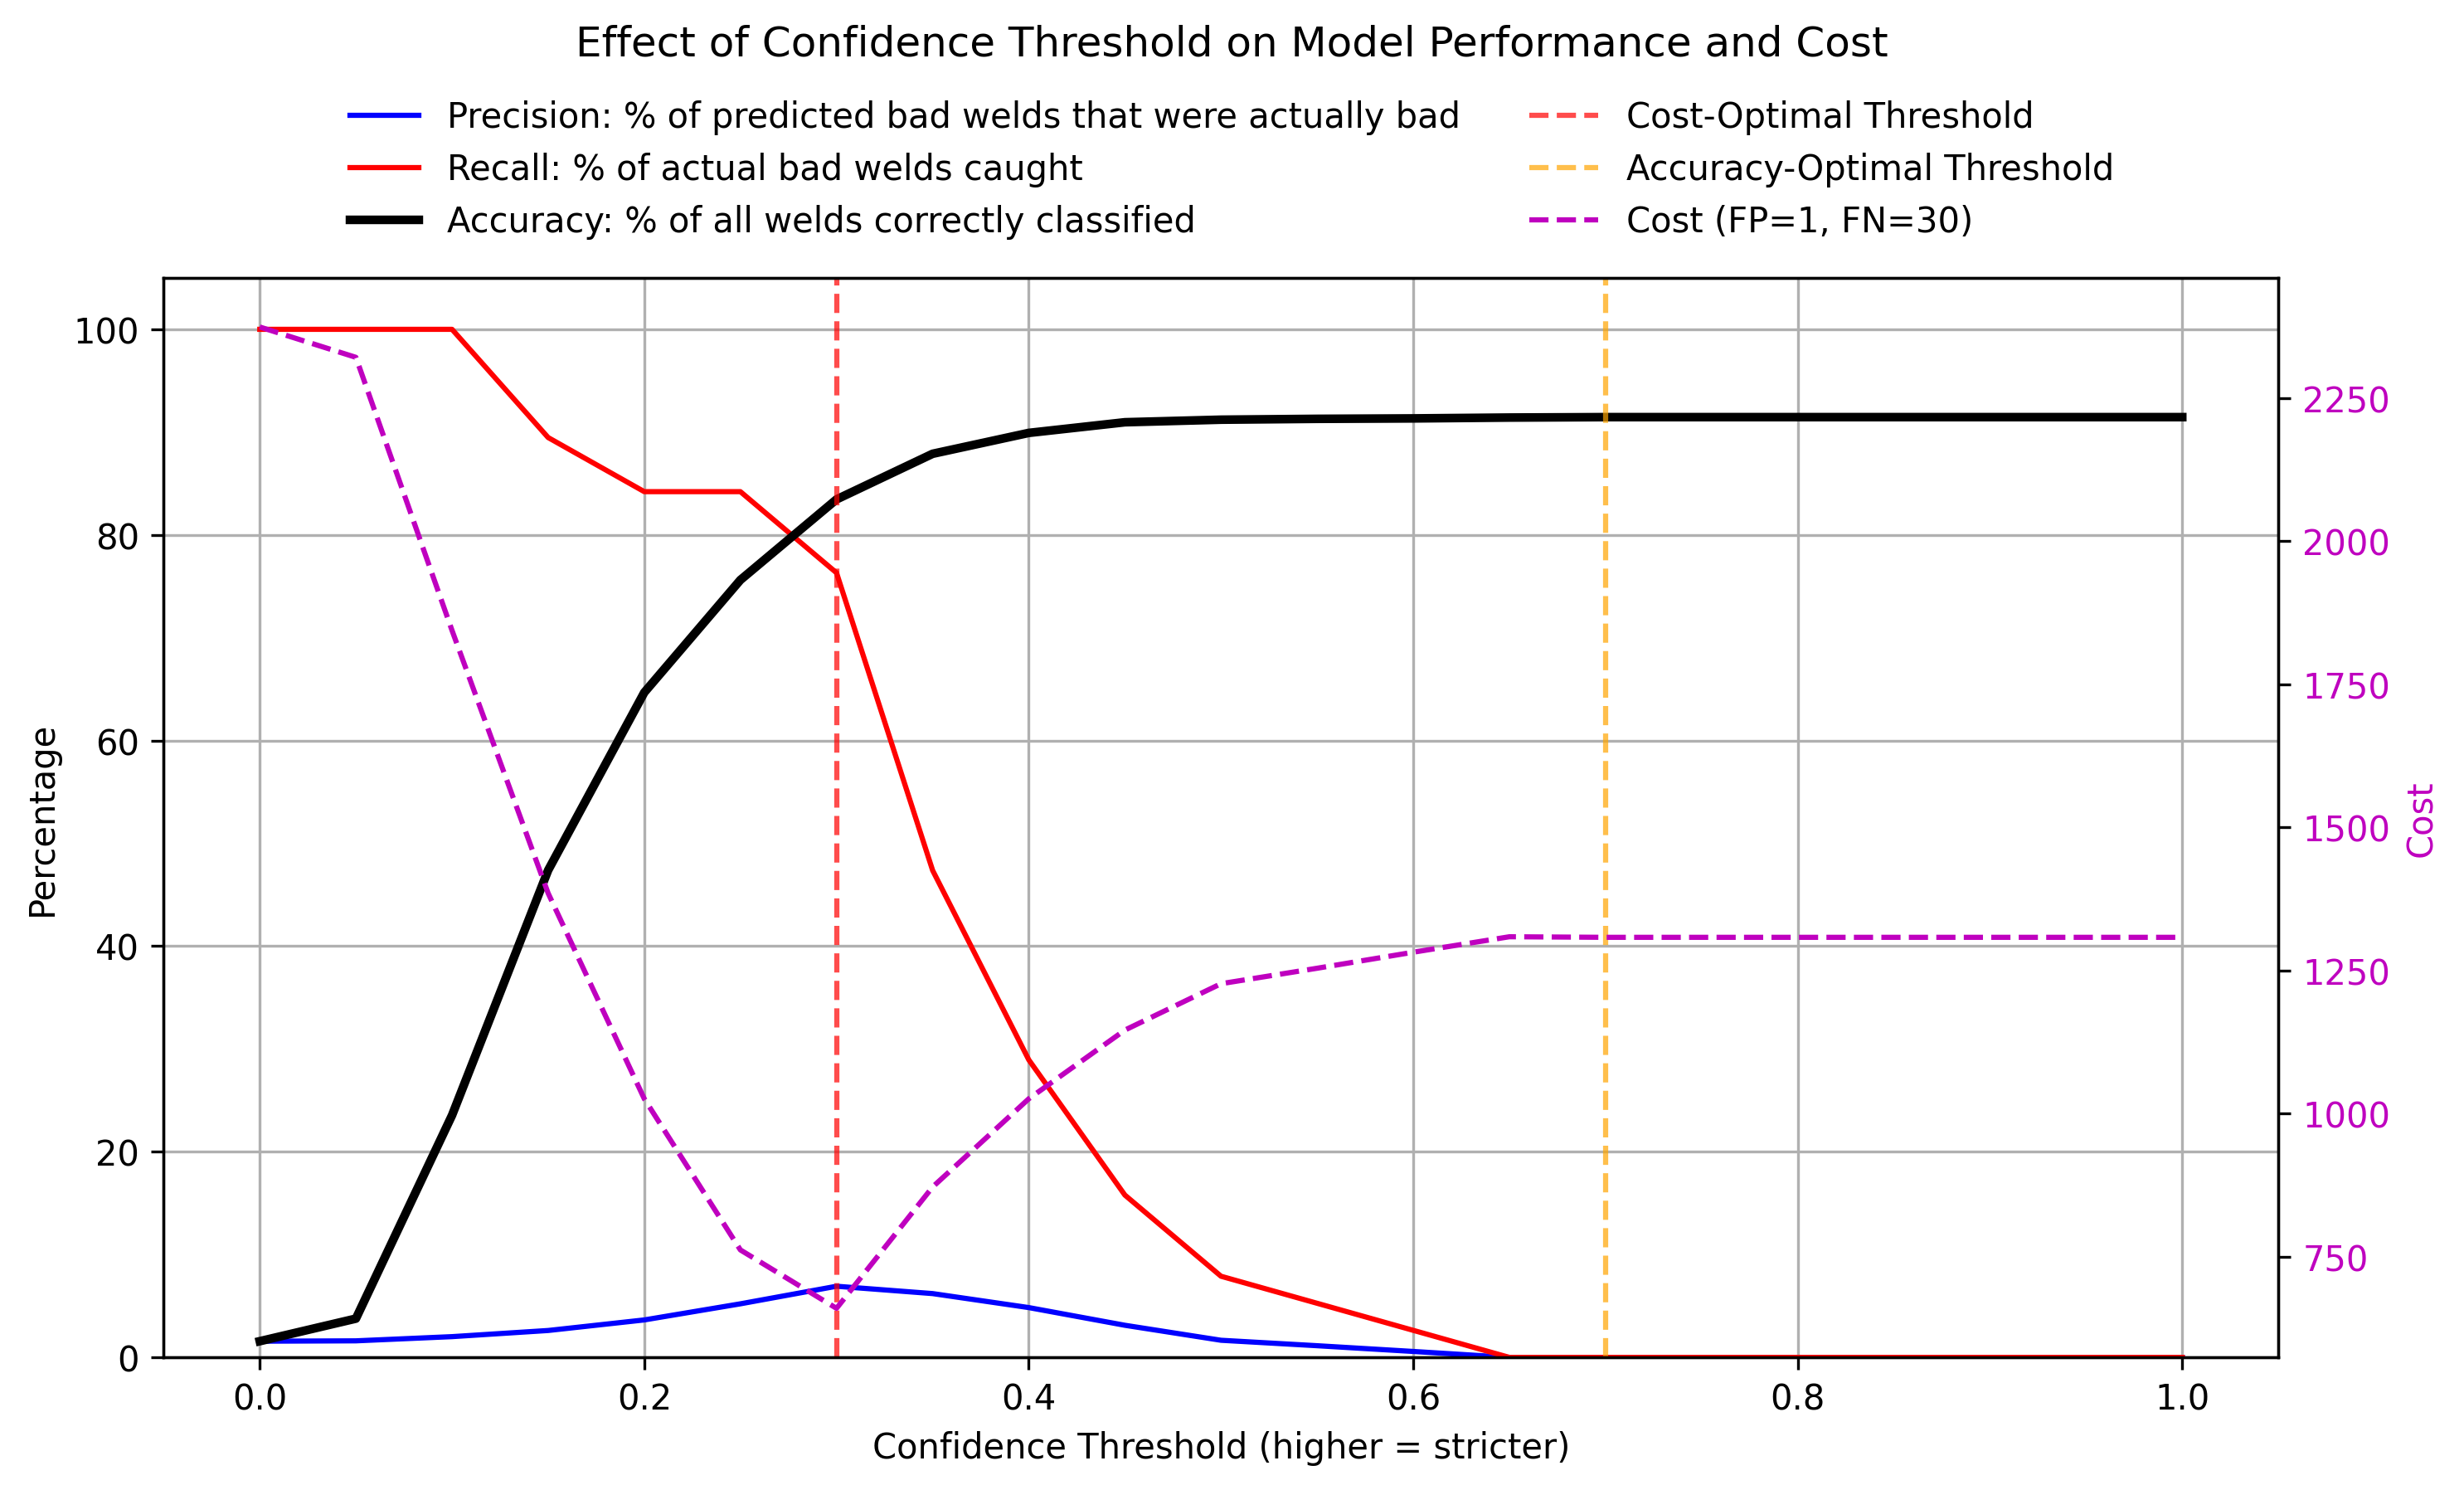 Effect of Confidence Threshold on Model Performance and Cost
Precision: % of predicted bad welds that were actually bad
Recall: % of actual bad welds caught
Accuracy: % of all welds correctly classified
Cost-Optimal Threshold
Accuracy-Optimal Threshold
Cost (FP=1, FN=30)
Percentage
100
80
60
40
20
0
0.0
0.2
0.4
0.6
0.8
1.0
Confidence Threshold (higher = stricter)
2250
2000
1750
1500
1250
1000
750
Cost